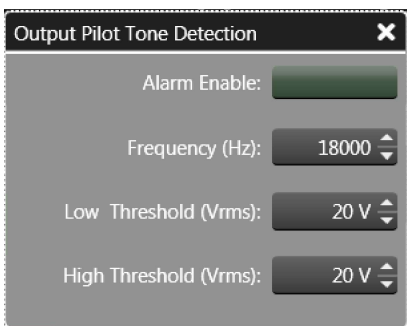 Output Pilot Tone Detection
Alarm Enable:
Frequency (Hz): 18000
Low Threshold (Vrms): 20 V
High Threshold (Vrms): 20 V